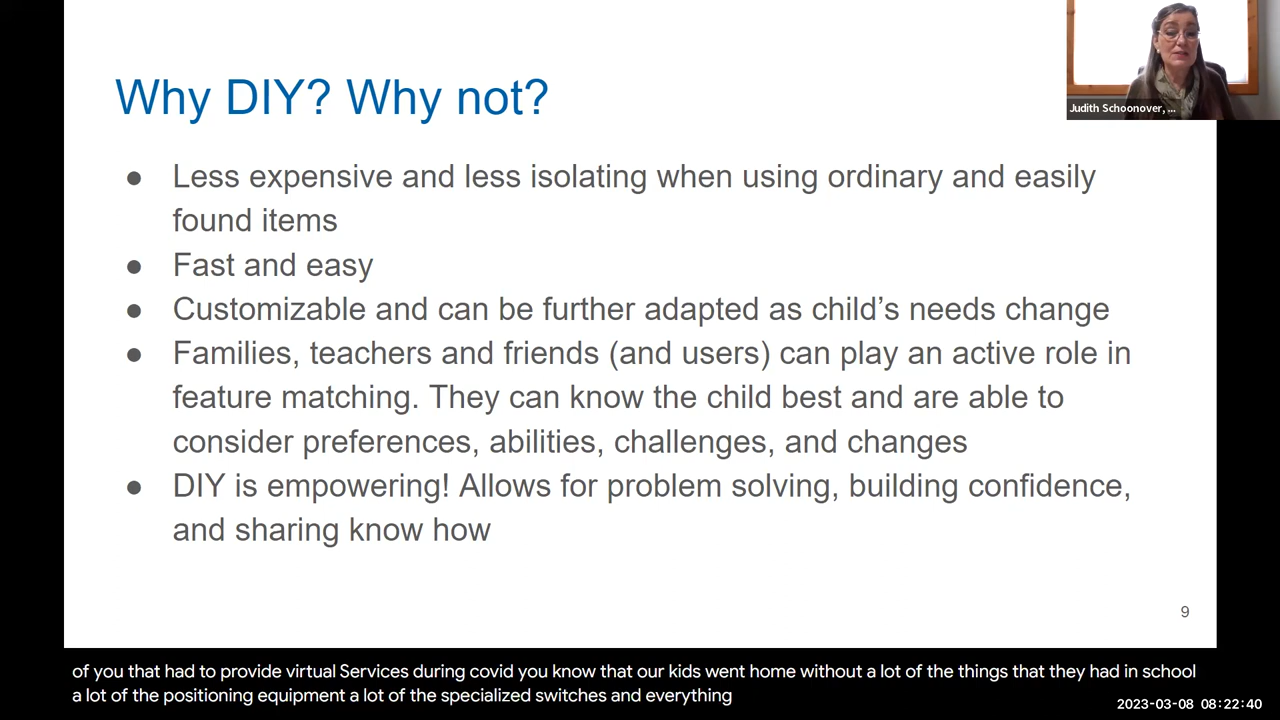 Why DIY? Why not?
Judith Schoonover, ...
● Less expensive and less isolating when using ordinary and easily
found items
● Fast and easy
● Customizable and can be further adapted as child’s needs change
● Families, teachers and friends (and users) can play an active role in
feature matching. They can know the child best and are able to
consider preferences, abilities, challenges, and changes
● DIY is empowering! Allows for problem solving, building confidence,
and sharing know how
9
of you that had to provide virtual Services during covid you know that our kids went home without a lot of the things that they had in school
a lot of the positioning equipment a lot of the specialized switches and everything
2023-03-08 08:22:40